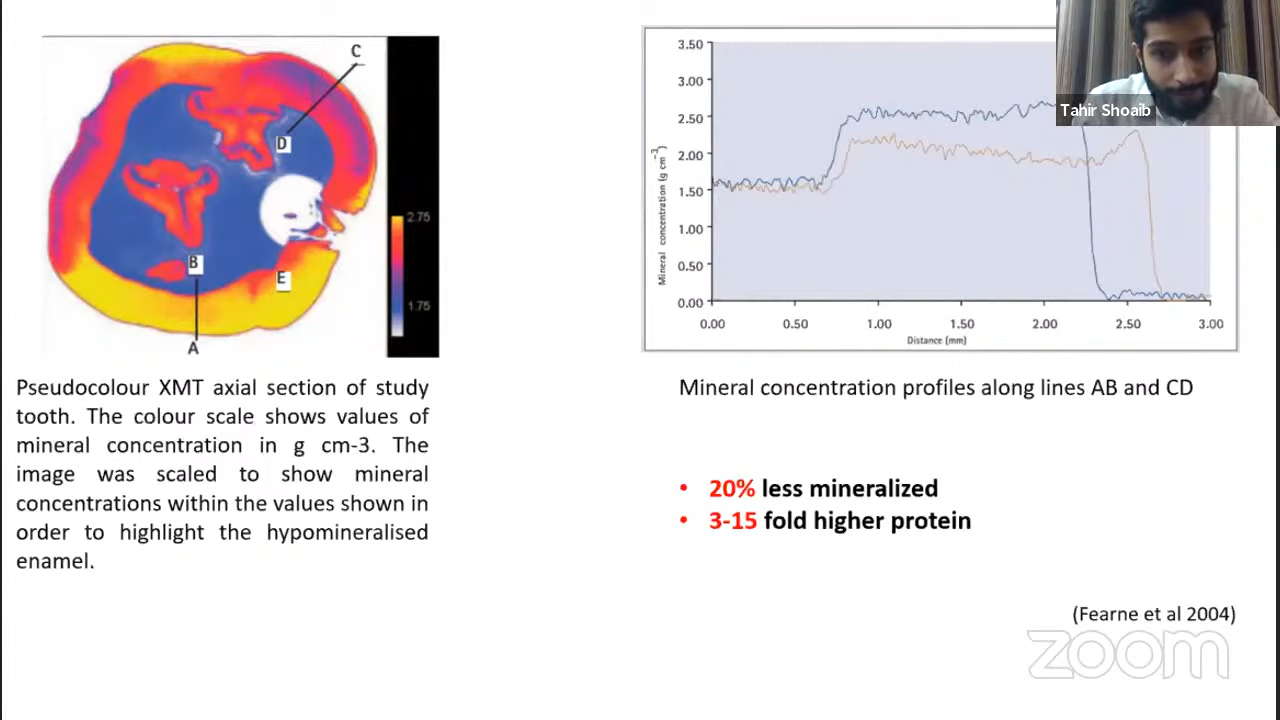 C
D
B
E
A
2.75
1.75
Pseudocolour XMT axial section of study
tooth. The colour scale shows values of
mineral concentration in g cm-3. The
image was scaled to show mineral
concentrations within the values shown in
order to highlight the hypomineralised
enamel.
3.50
3.00
2.50
2.00
1.50
1.00
0.50
0.00
Mineral concentration (g cm⁻³)
0.00 0.50 1.00 1.50 2.00 2.50 3.00
Distance (mm)
Tahir Shoaib
Mineral concentration profiles along lines AB and CD
• 20% less mineralized
• 3-15 fold higher protein
(Fearne et al 2004)
zoom